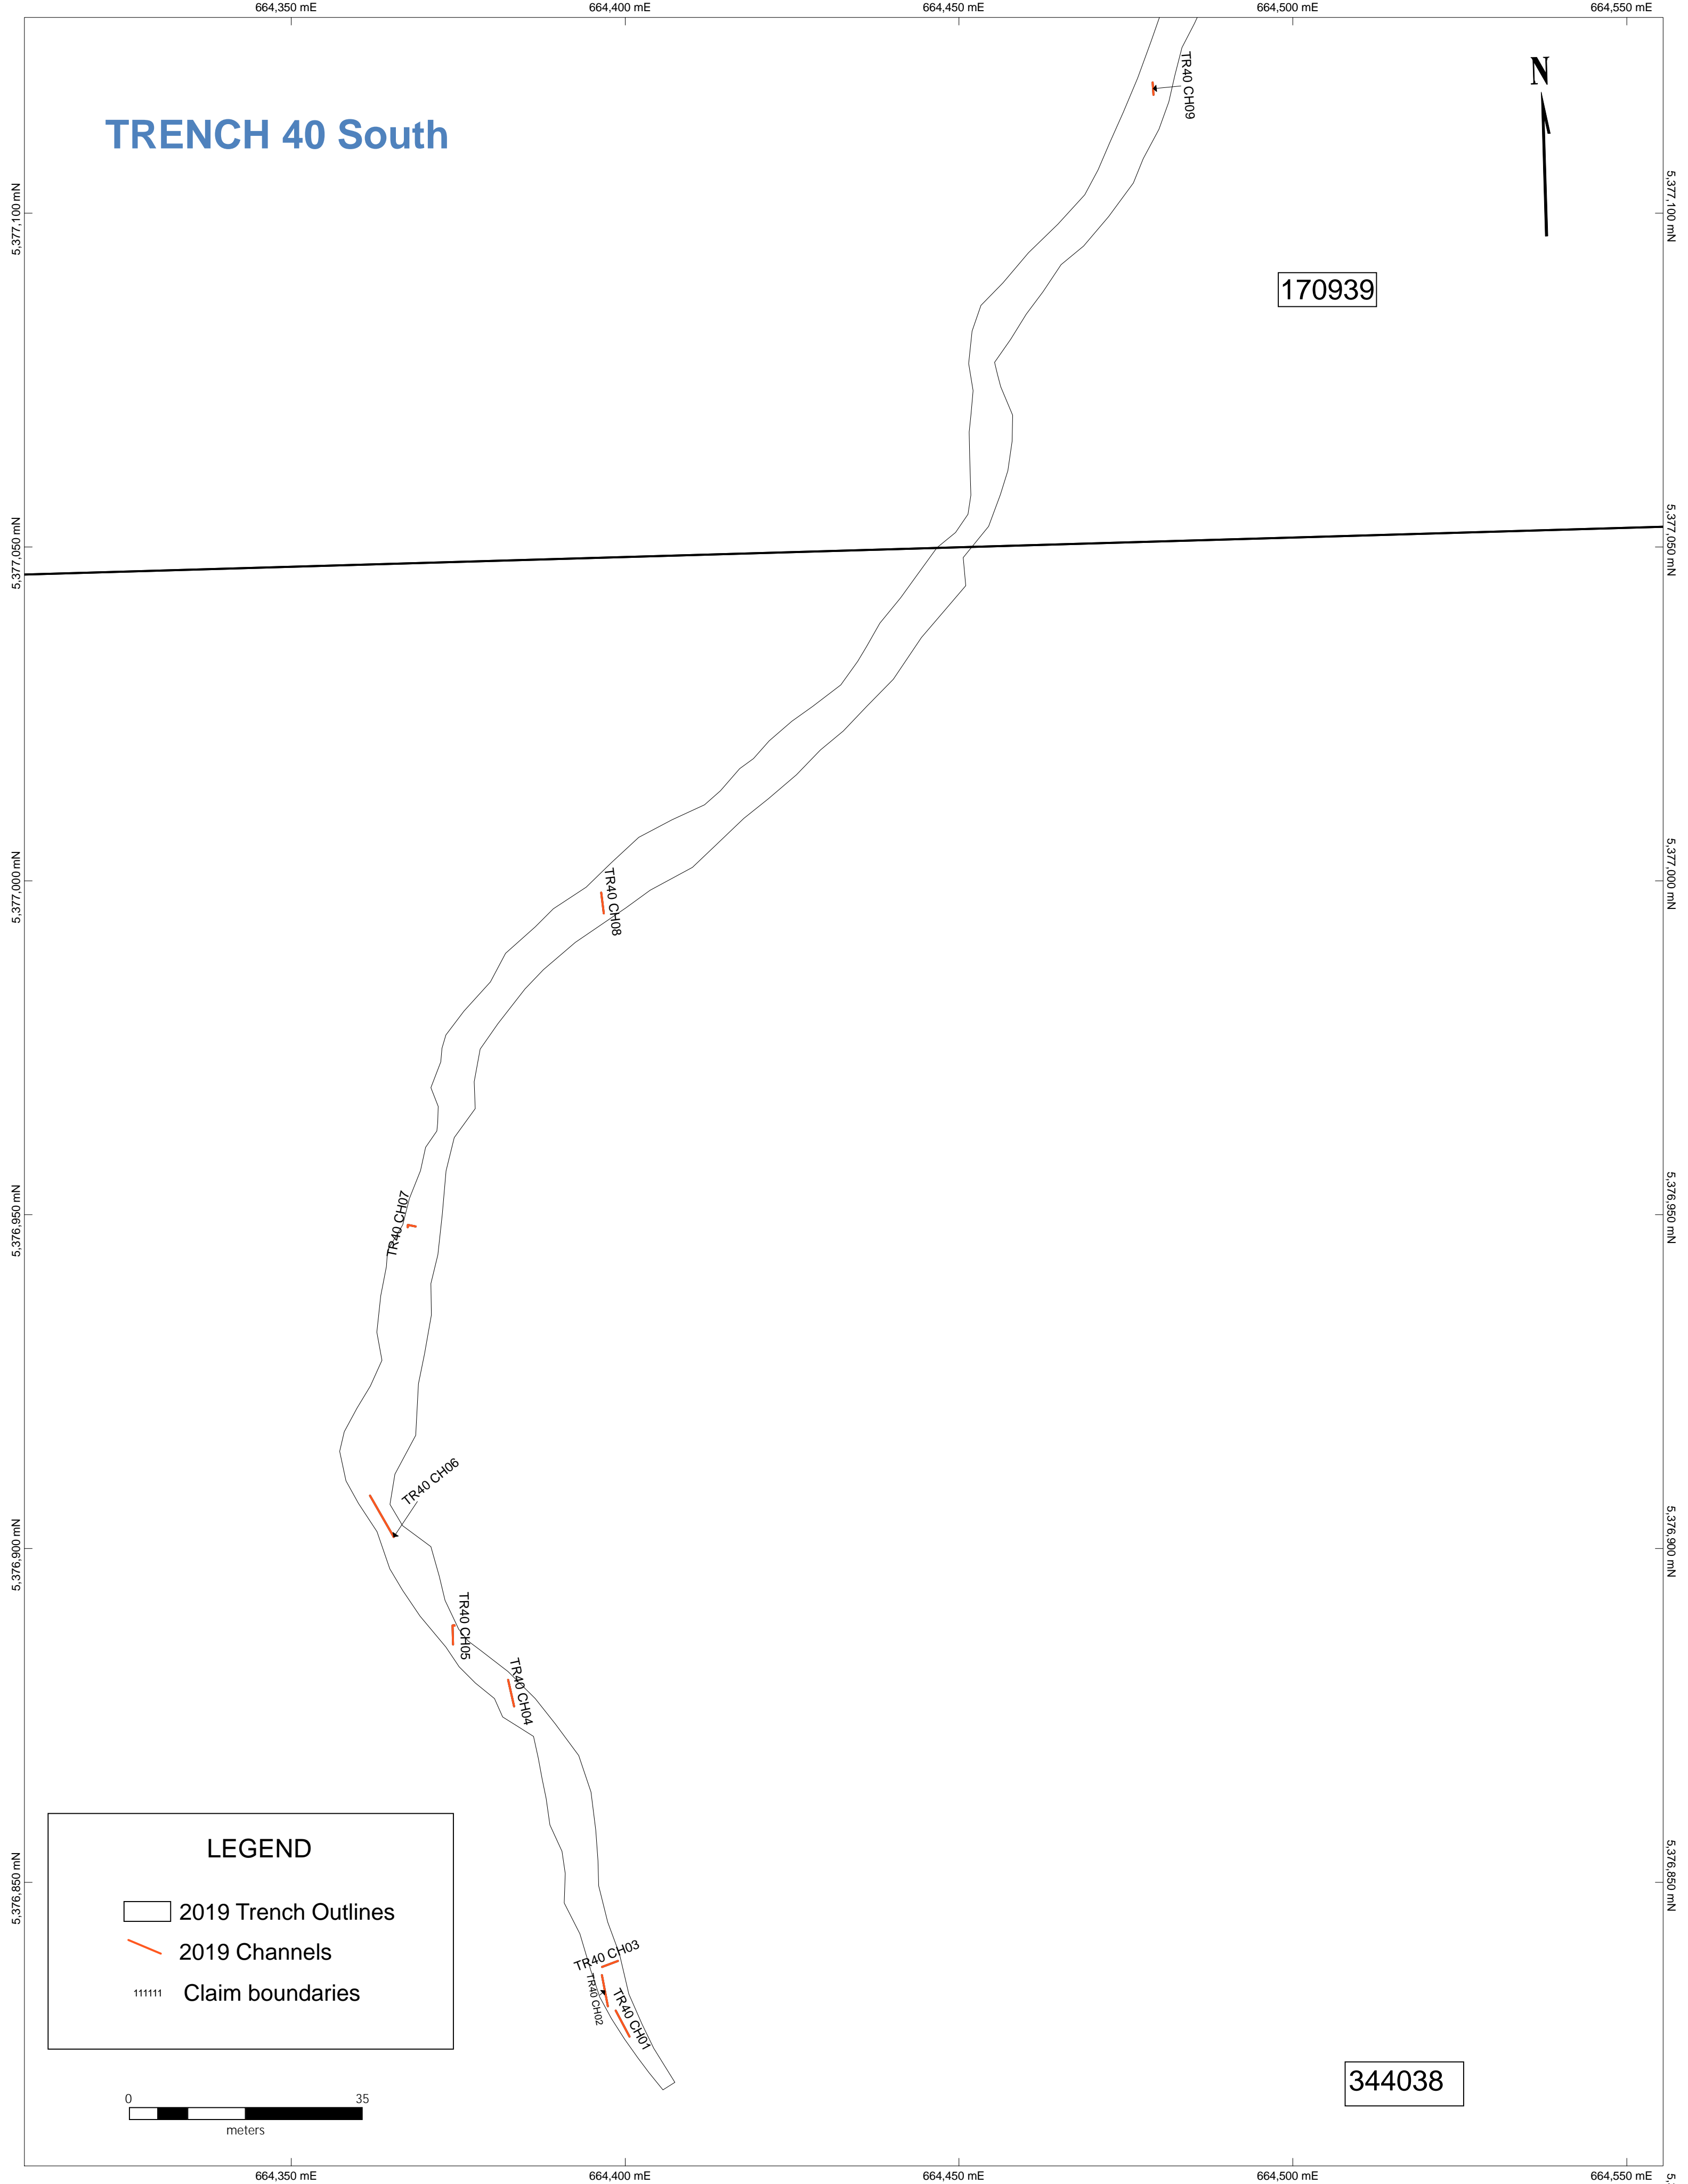 664,350 mE
664,400 mE
664,450 mE
664,500 mE
664,550 mE
N
TR40 CH09
TRENCH 40 South
5,377,100 mN
5,377,100 mN
170939
5,377,050 mN
5,377,050 mN
5,377,000 mN
5,377,000 mN
TR40 CH08
TR40 CH07
5,376,950 mN
5,376,950 mN
TR40 CH06
5,376,900 mN
5,376,900 mN
TR40 CH05
TR40 CH04
5,376,850 mN
5,376,850 mN
LEGEND
2019 Trench Outlines
2019 Channels
111111 Claim boundaries
TR40 CH03
TR40 CH02
TR40 CH01
344038
0
35
meters
664,350 mE
664,400 mE
664,450 mE
664,500 mE
664,550 mE